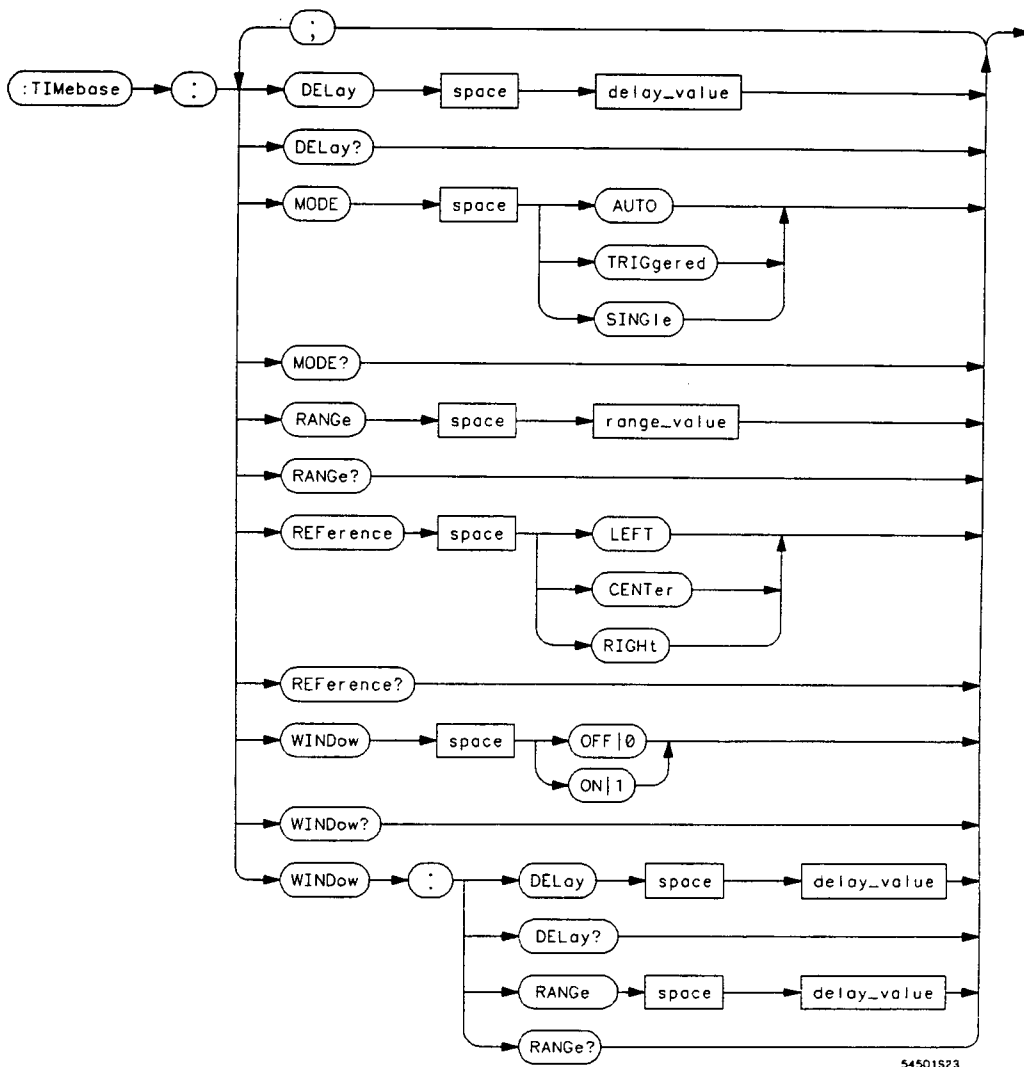 ;
:TIMebase : DELay space delay_value
DELay?
MODE space AUTO
TRIGgered
SINGle
MODE?
RANGe space range_value
RANGe?
REFerence space LEFT
CENTer
RIGHt
REFerence?
WINDow space OFF|0
ON|1
WINDow?
WINDow : DELay space delay_value
DELay?
RANGe space delay_value
RANGe?
54501S23